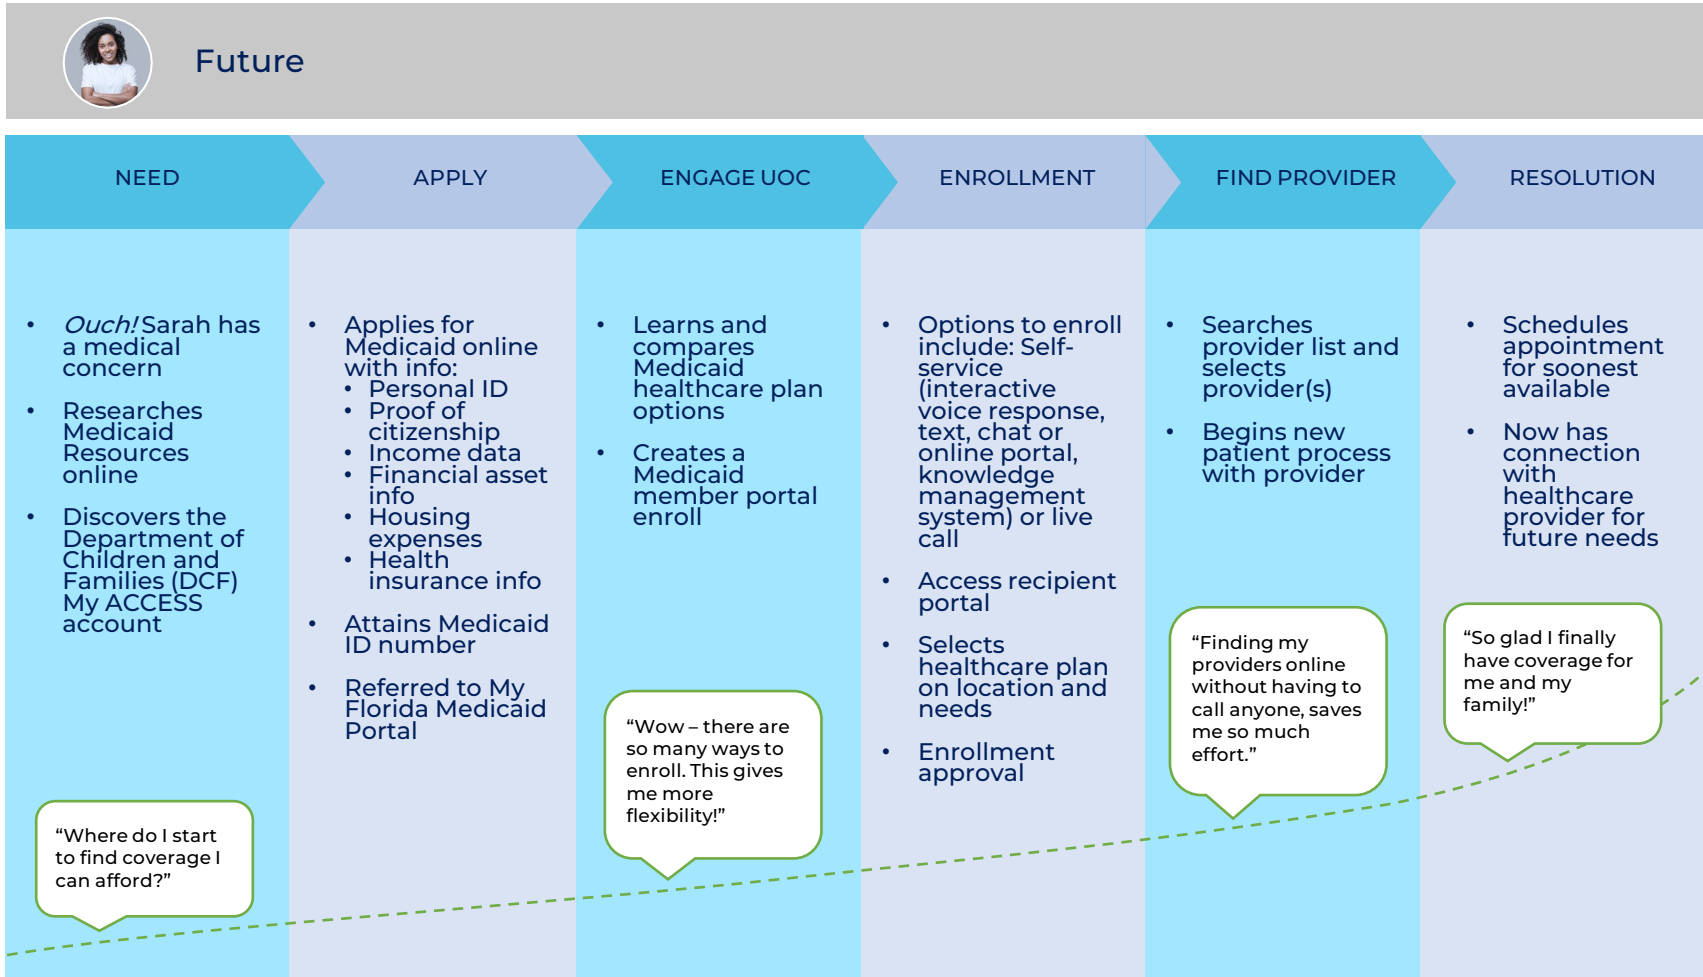 Future
NEED
APPLY
ENGAGE UOC
ENROLLMENT
FIND PROVIDER
RESOLUTION
• Ouch! Sarah has
a medical
concern
• Researches
Medicaid
Resources
online
• Discovers the
Department of
Children and
Families (DCF)
My ACCESS
account
“Where do I start
to find coverage I
can afford?”
• Applies for
Medicaid online
with info:
• Personal ID
• Proof of
citizenship
• Income data
• Financial asset
info
• Housing
expenses
• Health
insurance info
• Attains Medicaid
ID number
• Referred to My
Florida Medicaid
Portal
• Learns and
compares
Medicaid
healthcare plan
options
• Creates a
Medicaid
member portal
enroll
“Wow – there are
so many ways to
enroll. This gives
me more
flexibility!”
• Options to enroll
include: Self-
service
(interactive
voice response,
text, chat or
online portal,
knowledge
management
system) or live
call
• Access recipient
portal
• Selects
healthcare plan
on location and
needs
• Enrollment
approval
• Searches
provider list and
selects
provider(s)
• Begins new
patient process
with provider
“Finding my
providers online
without having to
call anyone, saves
me so much
effort.”
• Schedules
appointment
for soonest
available
• Now has
connection
with
healthcare
provider for
future needs
“So glad I finally
have coverage for
me and my
family!”